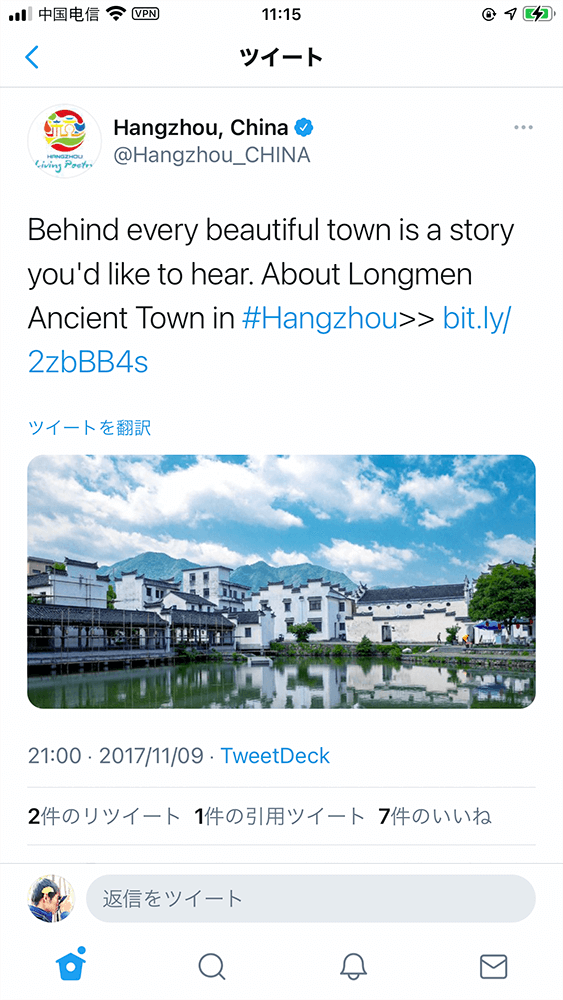 中国电信 VPN 11:15
ツイート
HANGZHOU
Living Poetry
Hangzhou, China
@Hangzhou_CHINA
Behind every beautiful town is a story
you'd like to hear. About Longmen
Ancient Town in #Hangzhou>> bit.ly/
2zbBB4s
ツイートを翻訳
21:00 · 2017/11/09 · TweetDeck
2件のリツイート 1件の引用ツイート 7件のいいね
返信をツイート